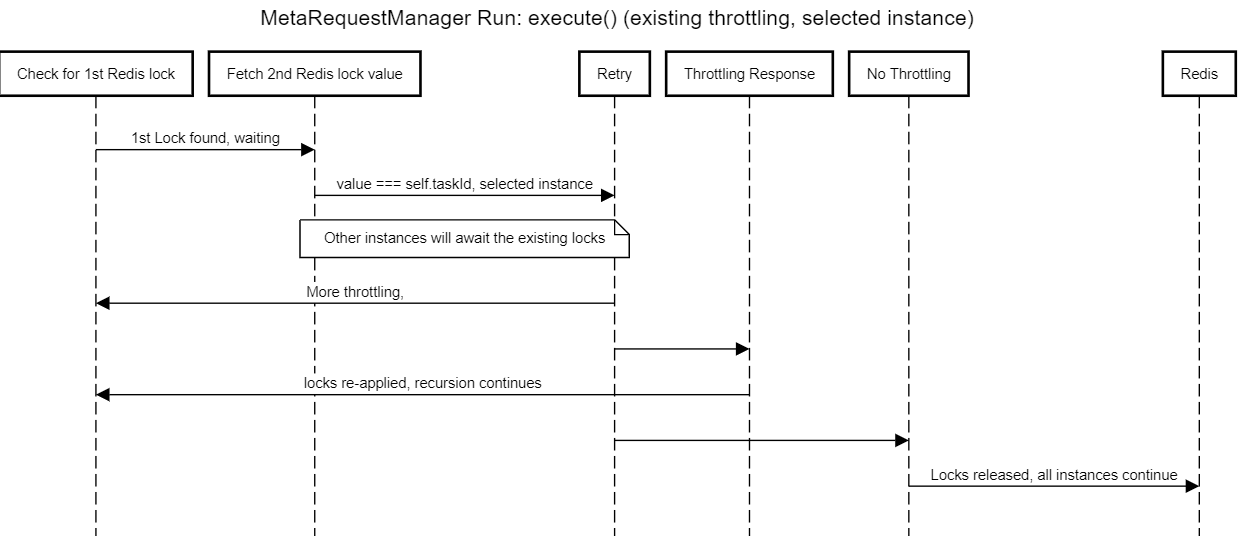 MetaRequestManager Run: execute() (existing throttling, selected instance)
Check for 1st Redis lock
Fetch 2nd Redis lock value
Retry
Throttling Response
No Throttling
Redis
1st Lock found, waiting
value === self.taskId, selected instance
Other instances will await the existing locks
More throttling,
locks re-applied, recursion continues
Locks released, all instances continue